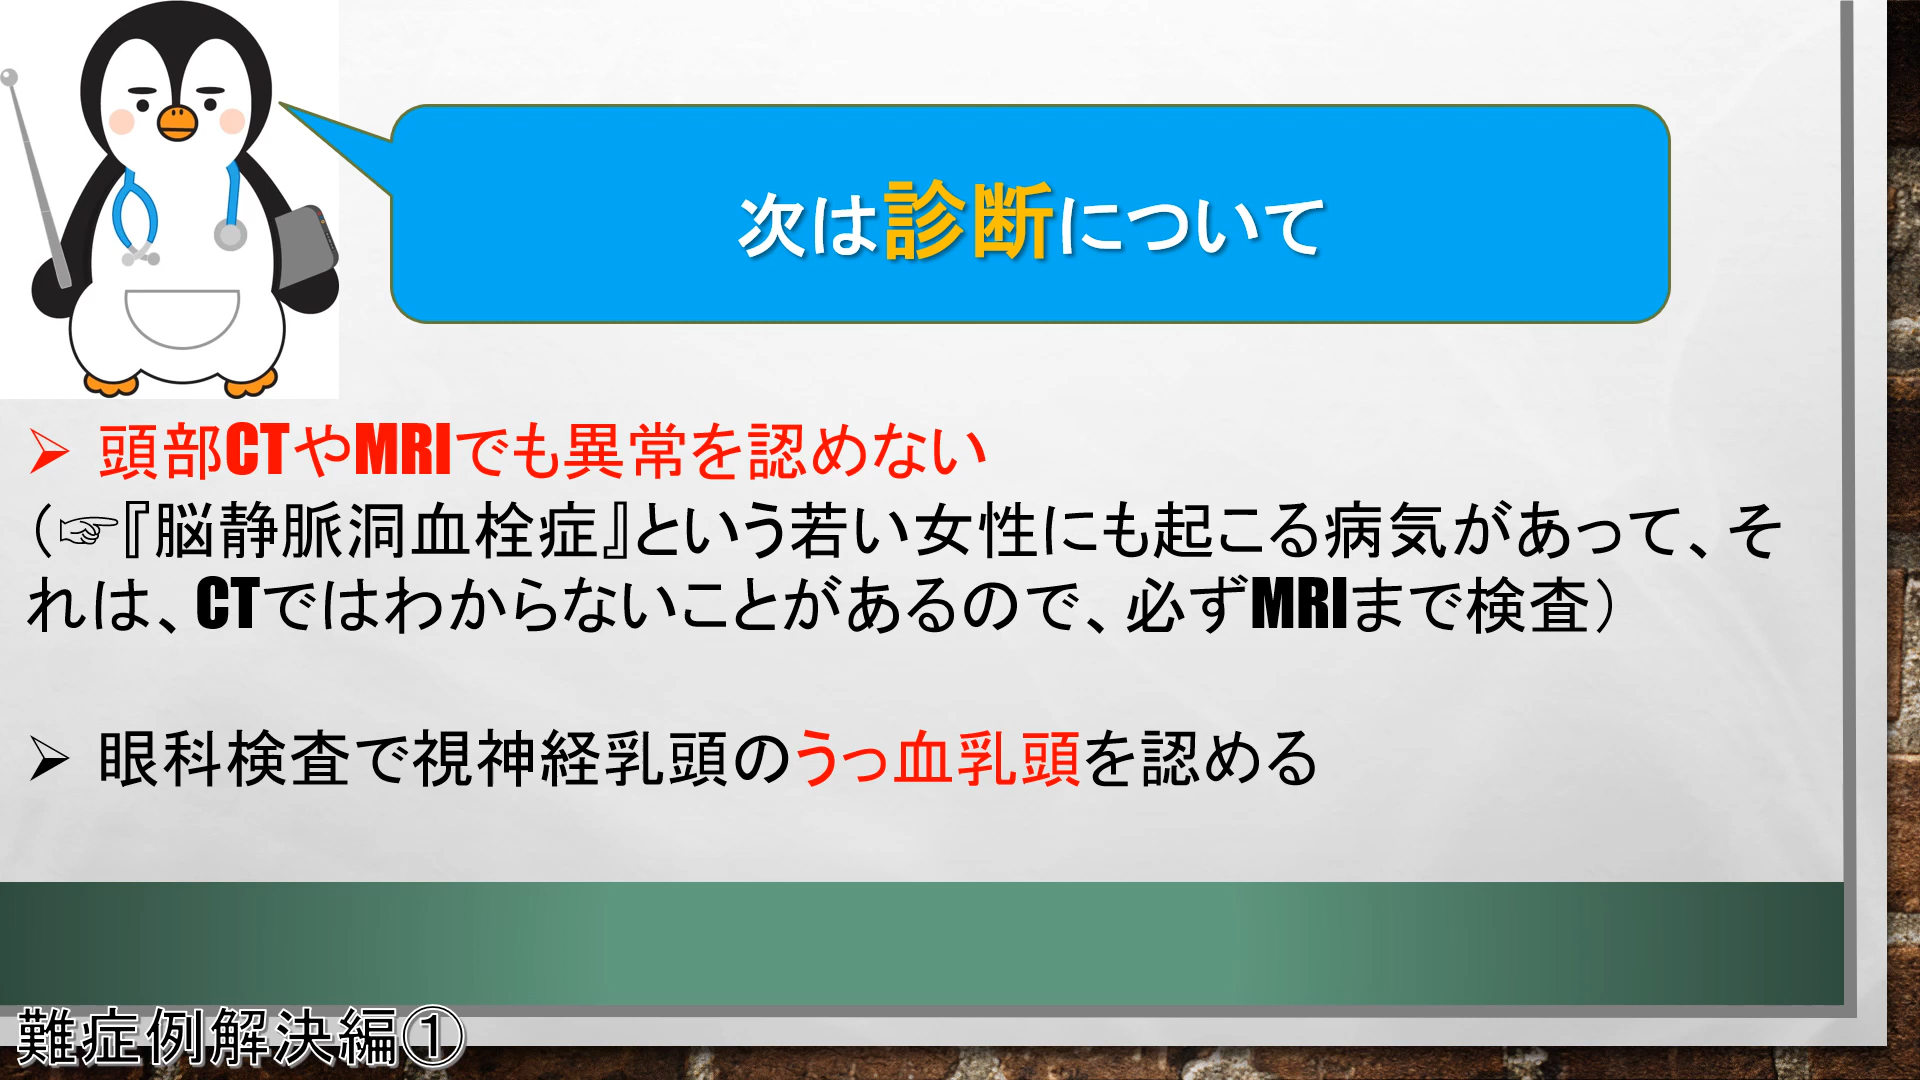 次は診断について
➢ 頭部CTやMRIでも異常を認めない
（☞『脳静脈洞血栓症』という若い女性にも起こる病気があって、そ
れは、CTではわからないことがあるので、必ずMRIまで検査）
➢ 眼科検査で視神経乳頭のうっ血乳頭を認める
難症例解決編①